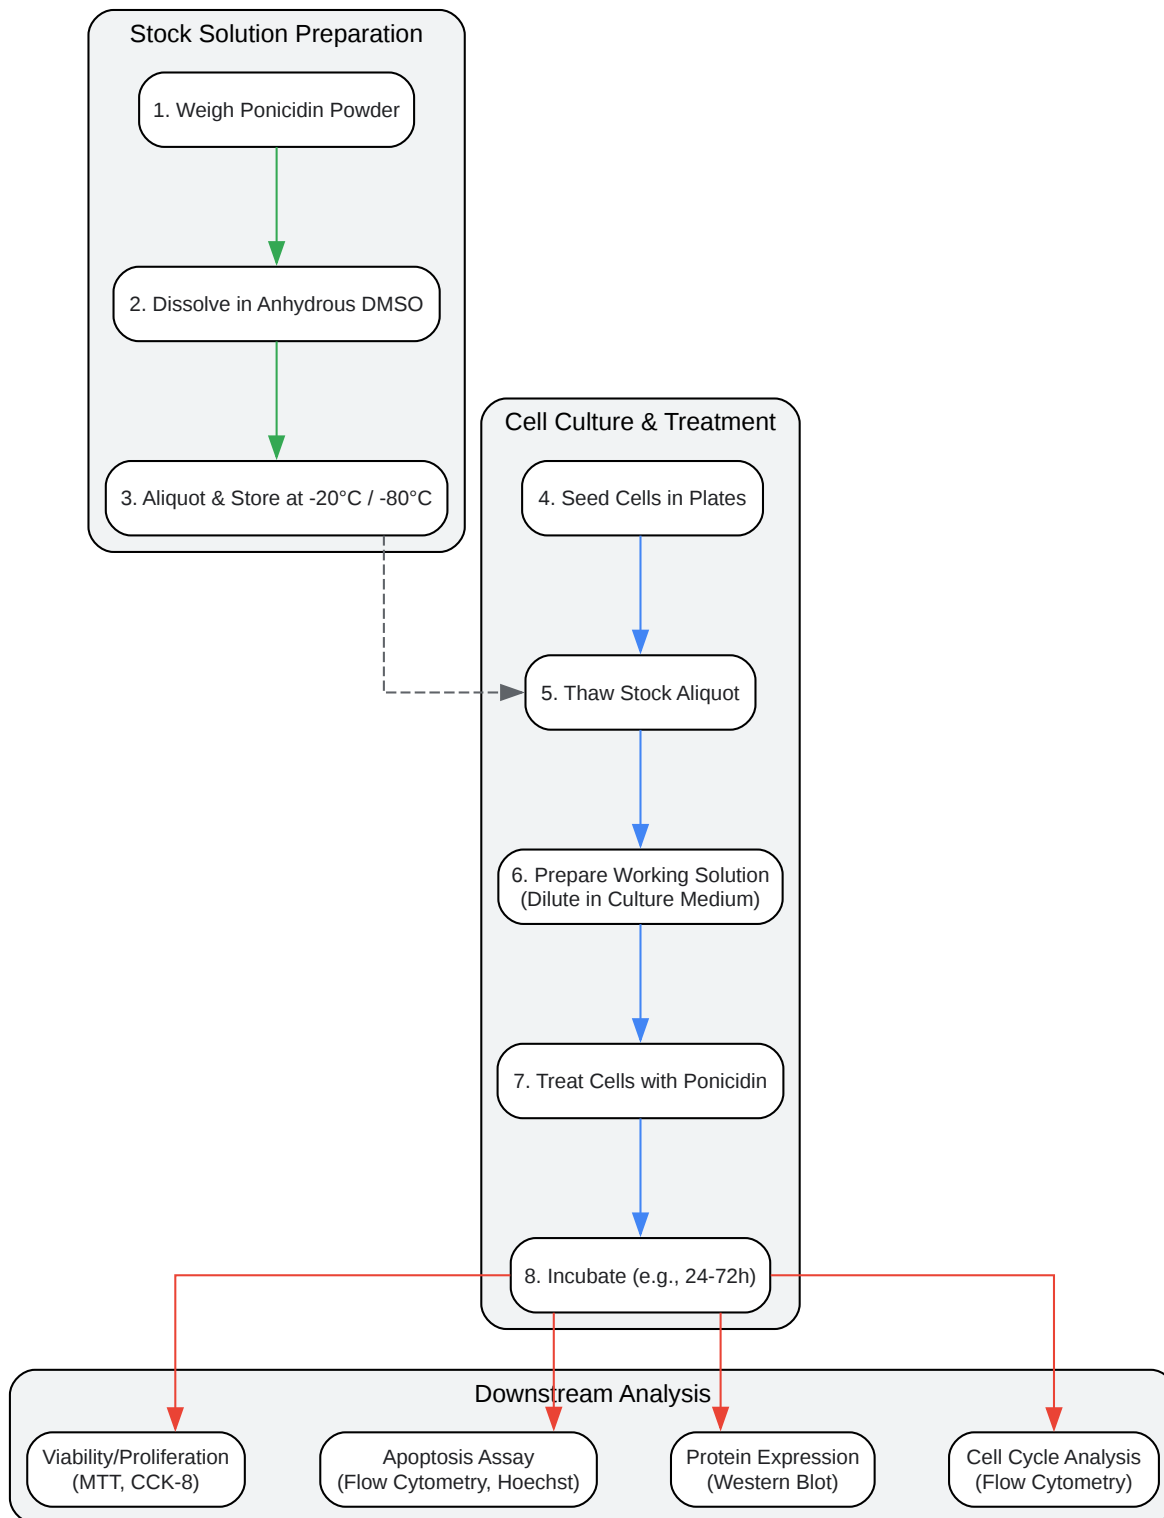 Stock Solution Preparation
1. Weigh Ponicidin Powder
2. Dissolve in Anhydrous DMSO
3. Aliquot & Store at -20°C / -80°C
Cell Culture & Treatment
4. Seed Cells in Plates
5. Thaw Stock Aliquot
6. Prepare Working Solution
(Dilute in Culture Medium)
7. Treat Cells with Ponicidin
8. Incubate (e.g., 24-72h)
Downstream Analysis
Viability/Proliferation
(MTT, CCK-8)
Apoptosis Assay
(Flow Cytometry, Hoechst)
Protein Expression
(Western Blot)
Cell Cycle Analysis
(Flow Cytometry)